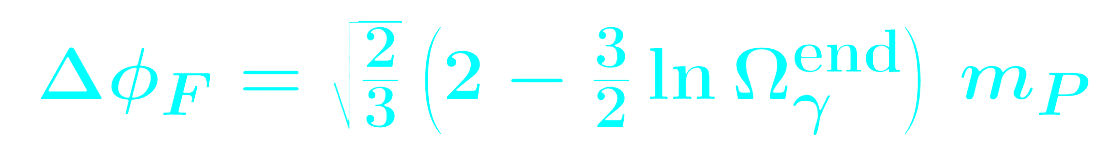 Δϕ_F = √(2/3) (2 − 3/2 ln Ω_γ^end) m_P